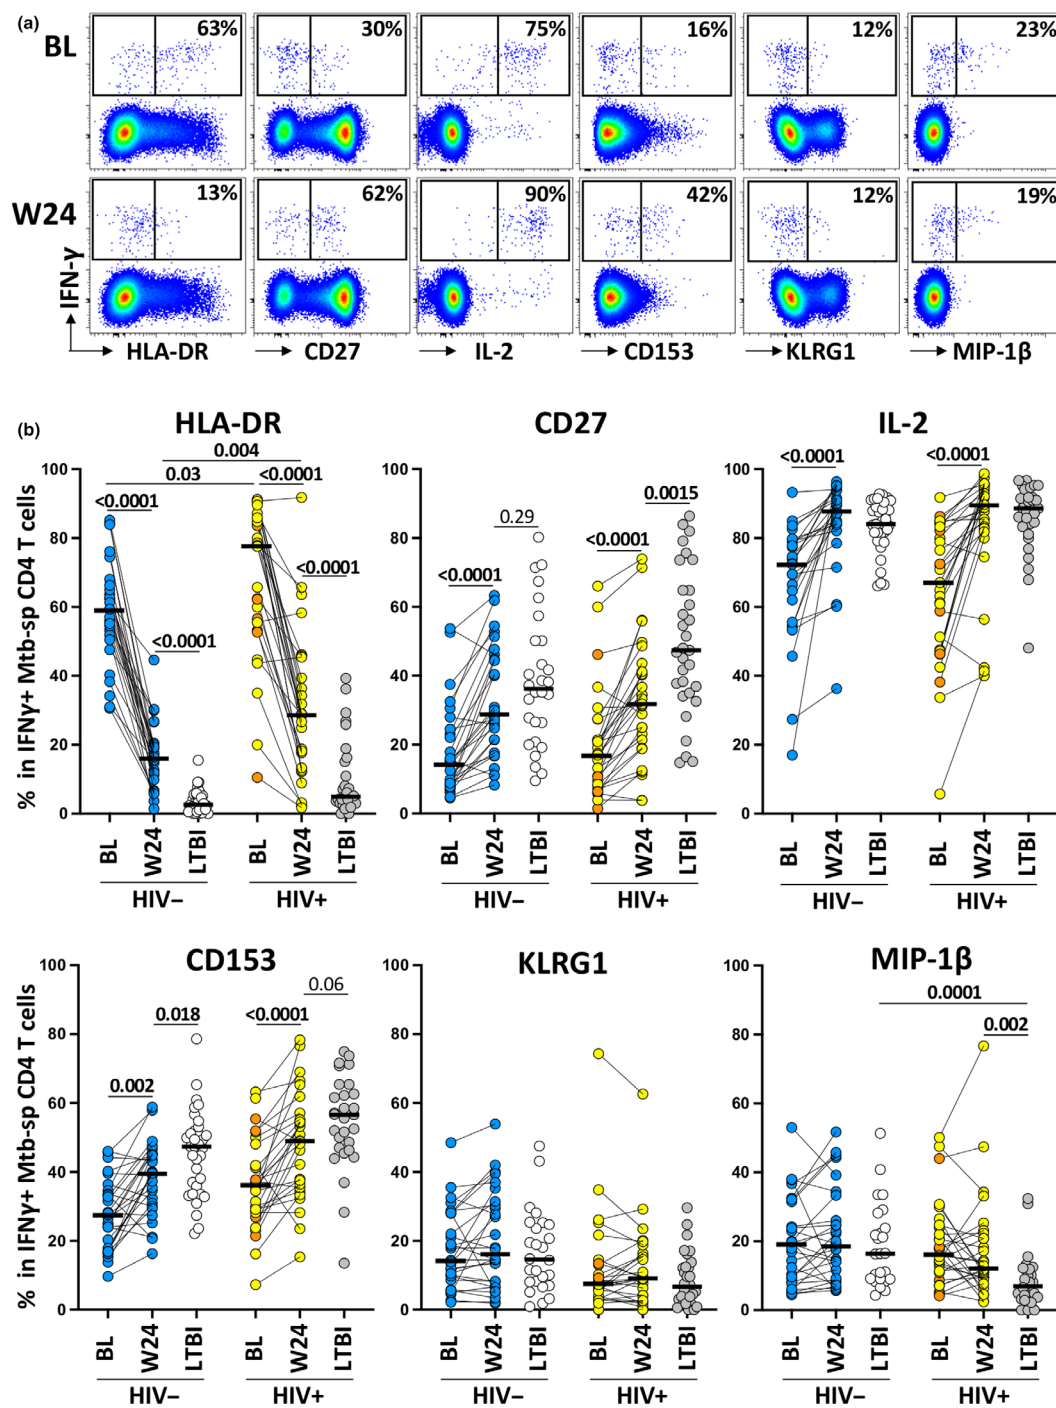 (a)
BL 63% 30% 75% 16% 12% 23%
W24 13% 62% 90% 42% 12% 19%
IFN-γ
HLA-DR CD27 IL-2 CD153 KLRG1 MIP-1β
(b)
HLA-DR CD27 IL-2
% in IFNγ+ Mtb-sp CD4 T cells
0.004
0.03
<0.0001 <0.0001
<0.0001
<0.0001
100
80
60
40
20
0
BL W24 LTBI BL W24 LTBI
HIV– HIV+
0.0015
0.29
<0.0001
<0.0001
100
80
60
40
20
0
BL W24 LTBI BL W24 LTBI
HIV– HIV+
<0.0001 <0.0001
100
80
60
40
20
0
BL W24 LTBI BL W24 LTBI
HIV– HIV+
CD153 KLRG1 MIP-1β
% in IFNγ+ Mtb-sp CD4 T cells
0.06
0.018 <0.0001
0.002
100
80
60
40
20
0
BL W24 LTBI BL W24 LTBI
HIV– HIV+
100
80
60
40
20
0
BL W24 LTBI BL W24 LTBI
HIV– HIV+
0.0001
0.002
100
80
60
40
20
0
BL W24 LTBI BL W24 LTBI
HIV– HIV+